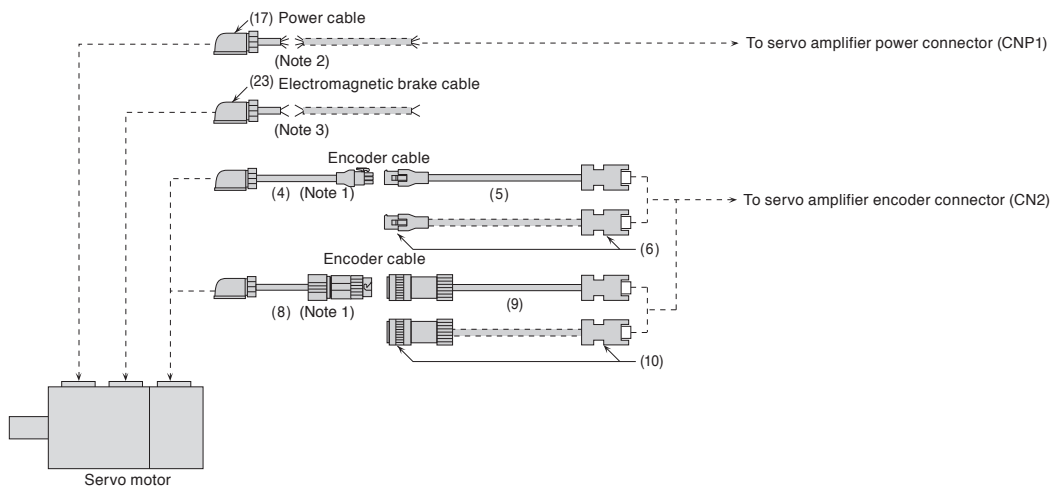 (17) Power cable
To servo amplifier power connector (CNP1)
(Note 2)
(23) Electromagnetic brake cable
(Note 3)
Encoder cable
(4) (Note 1)
(5)
To servo amplifier encoder connector (CN2)
(6)
Encoder cable
(8) (Note 1)
(9)
(10)
Servo motor